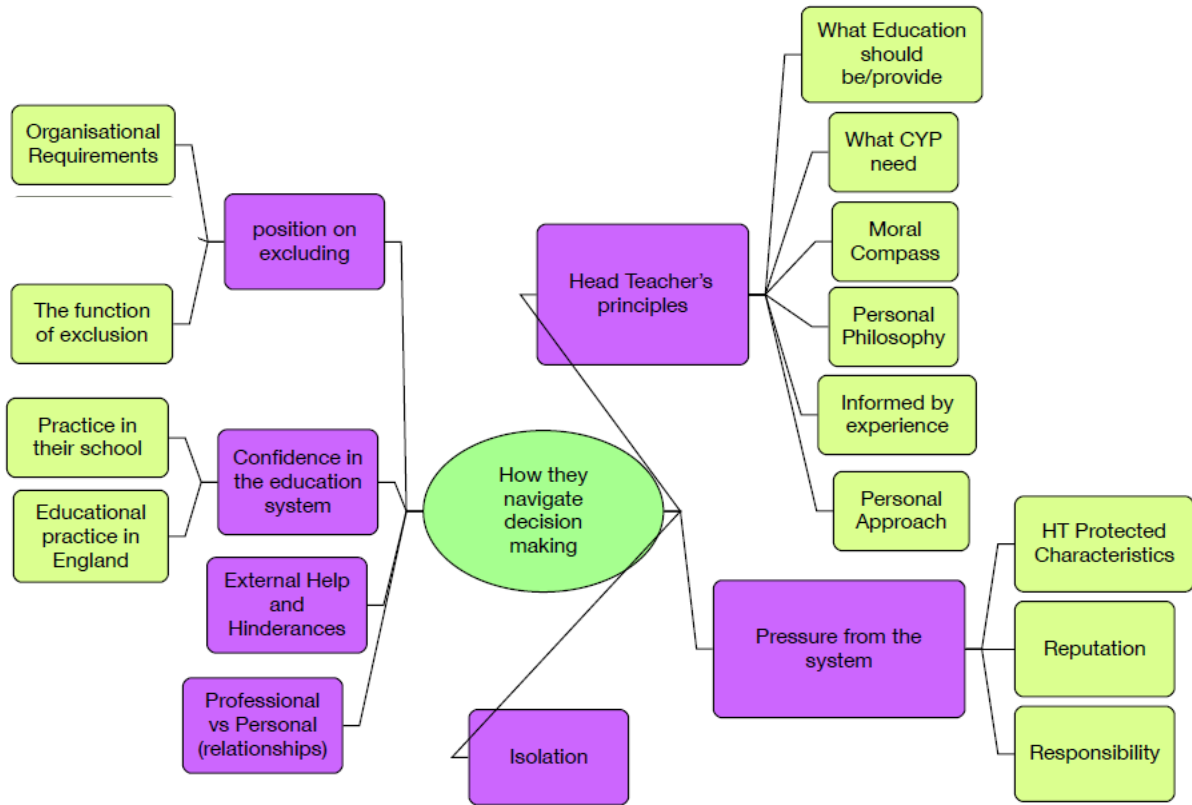 What Education
should
be/provide
Organisational
Requirements
What CYP
need
position on
excluding
Moral
Compass
Head Teacher's
principles
The function
of exclusion
Personal
Philosophy
Informed by
experience
Practice in
their school
Confidence in
the education
system
How they
navigate
decision
making
Personal
Approach
Educational
practice in
England
HT Protected
Characteristics
External Help
and
Hinderances
Pressure from the
system
Reputation
Professional
vs Personal
(relationships)
Isolation
Responsibility